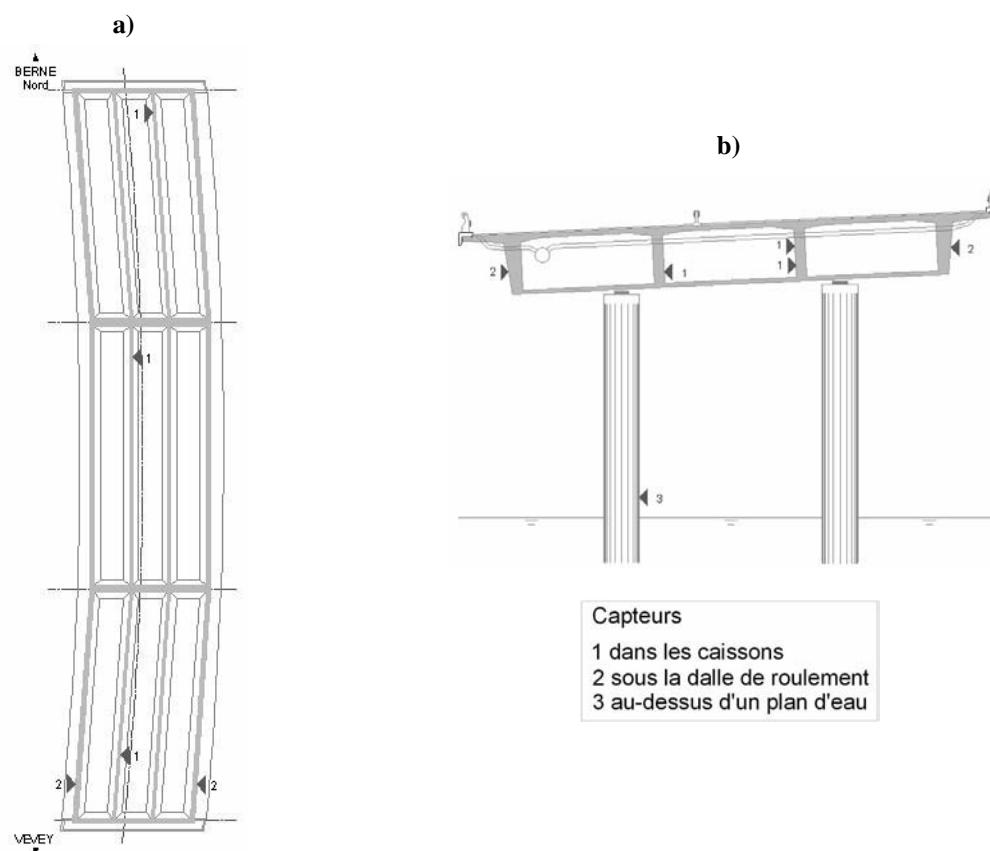 a)
BERNE
Nord
1
1
1
2
2
VEVEY
b)
1
2
1
1
2
3
Capteurs
1 dans les caissons
2 sous la dalle de roulement
3 au-dessus d'un plan d'eau